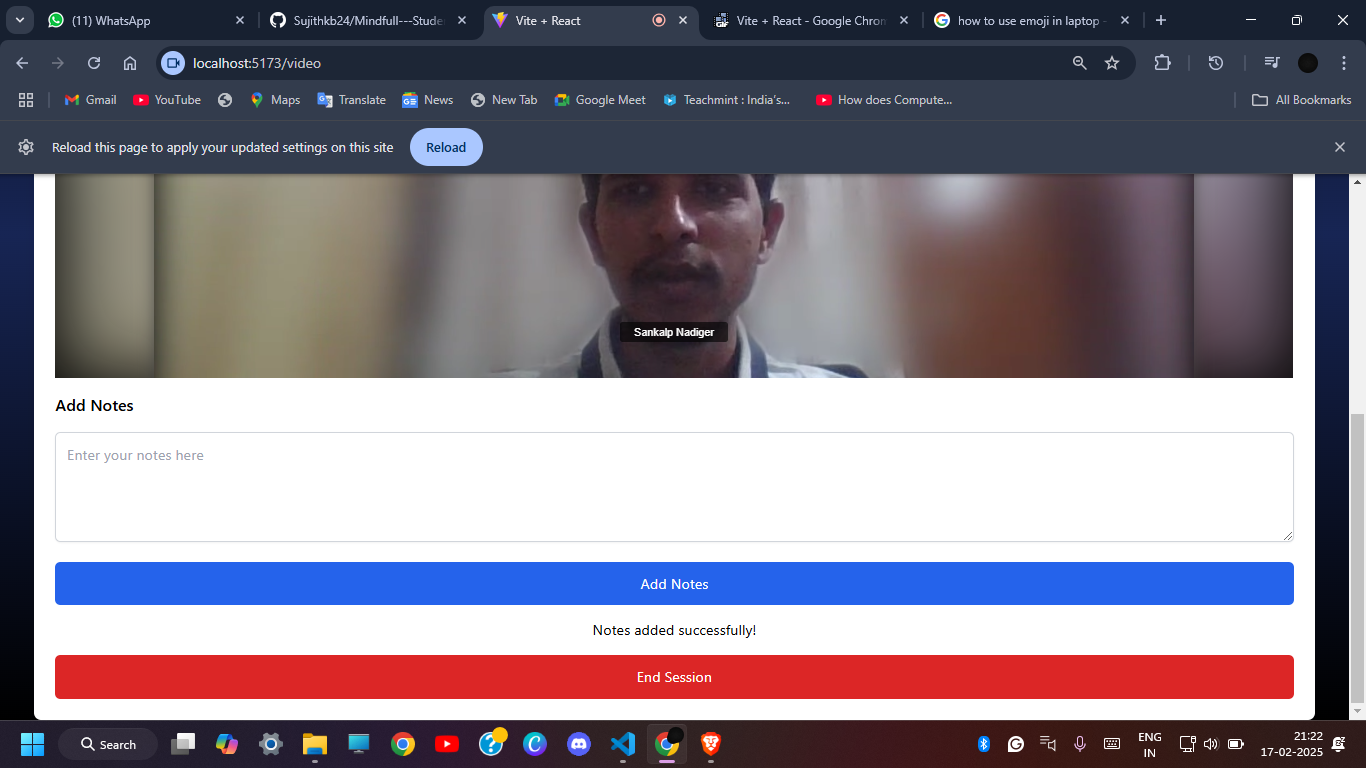 (11) WhatsApp
Sujithkb24/Mindfull---Stude
Vite + React
Vite + React - Google Chrom
how to use emoji in laptop -
localhost:5173/video
Gmail
YouTube
Maps
Translate
News
New Tab
Google Meet
Teachmint : India's...
How does Compute...
All Bookmarks
Reload this page to apply your updated settings on this site
Reload
Sankalp Nadiger
Add Notes
Enter your notes here
Add Notes
Notes added successfully!
End Session
Search
ENG
IN
21:22
17-02-2025